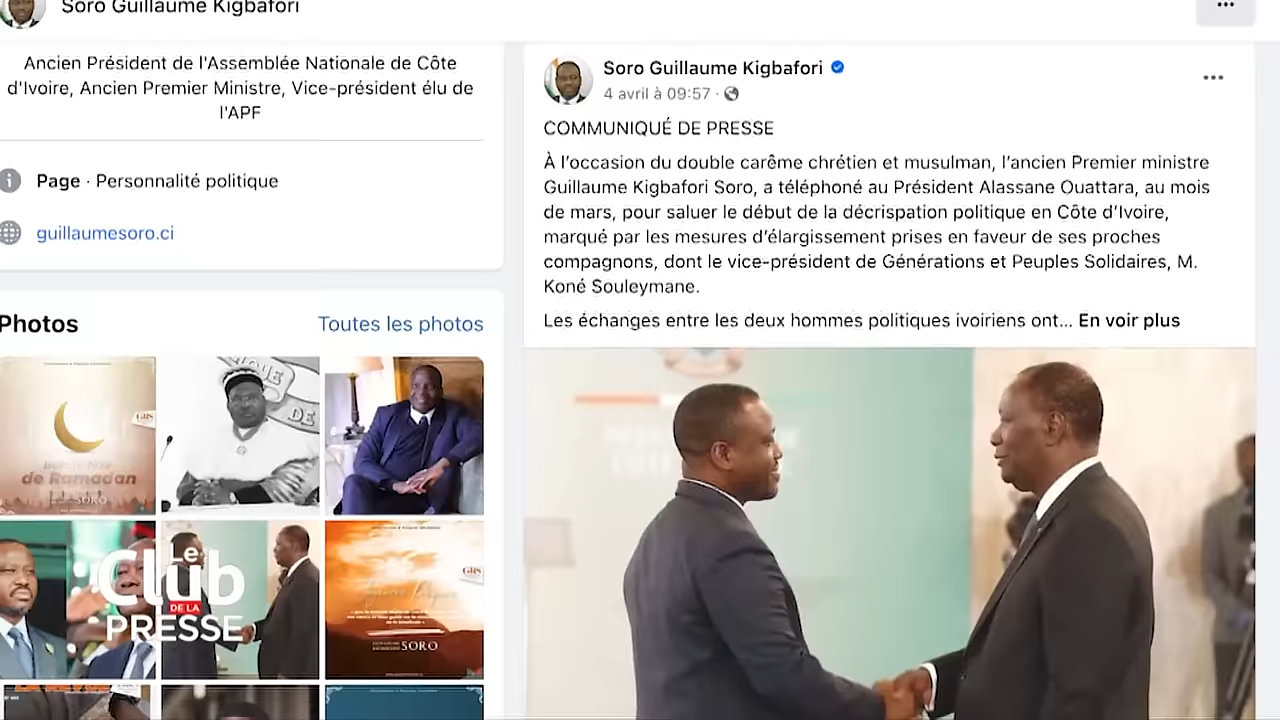 Soro Guillaume Kigbafori
Ancien Président de l'Assemblée Nationale de Côte
d'Ivoire, Ancien Premier Ministre, Vice-président élu de
l'APF
Page · Personnalité politique
guillaumesoro.ci
Photos
Toutes les photos
GUE
DE
GBS
de Ramadan
SORO
Le
Club
DE LA
PRESSE
GBS
SORO
Soro Guillaume Kigbafori
4 avril à 09:57 ·
COMMUNIQUÉ DE PRESSE
À l'occasion du double carême chrétien et musulman, l'ancien Premier ministre
Guillaume Kigbafori Soro, a téléphoné au Président Alassane Ouattara, au mois
de mars, pour saluer le début de la décrispation politique en Côte d'Ivoire,
marqué par les mesures d'élargissement prises en faveur de ses proches
compagnons, dont le vice-président de Générations et Peuples Solidaires, M.
Koné Souleymane.
Les échanges entre les deux hommes politiques ivoiriens ont... En voir plus